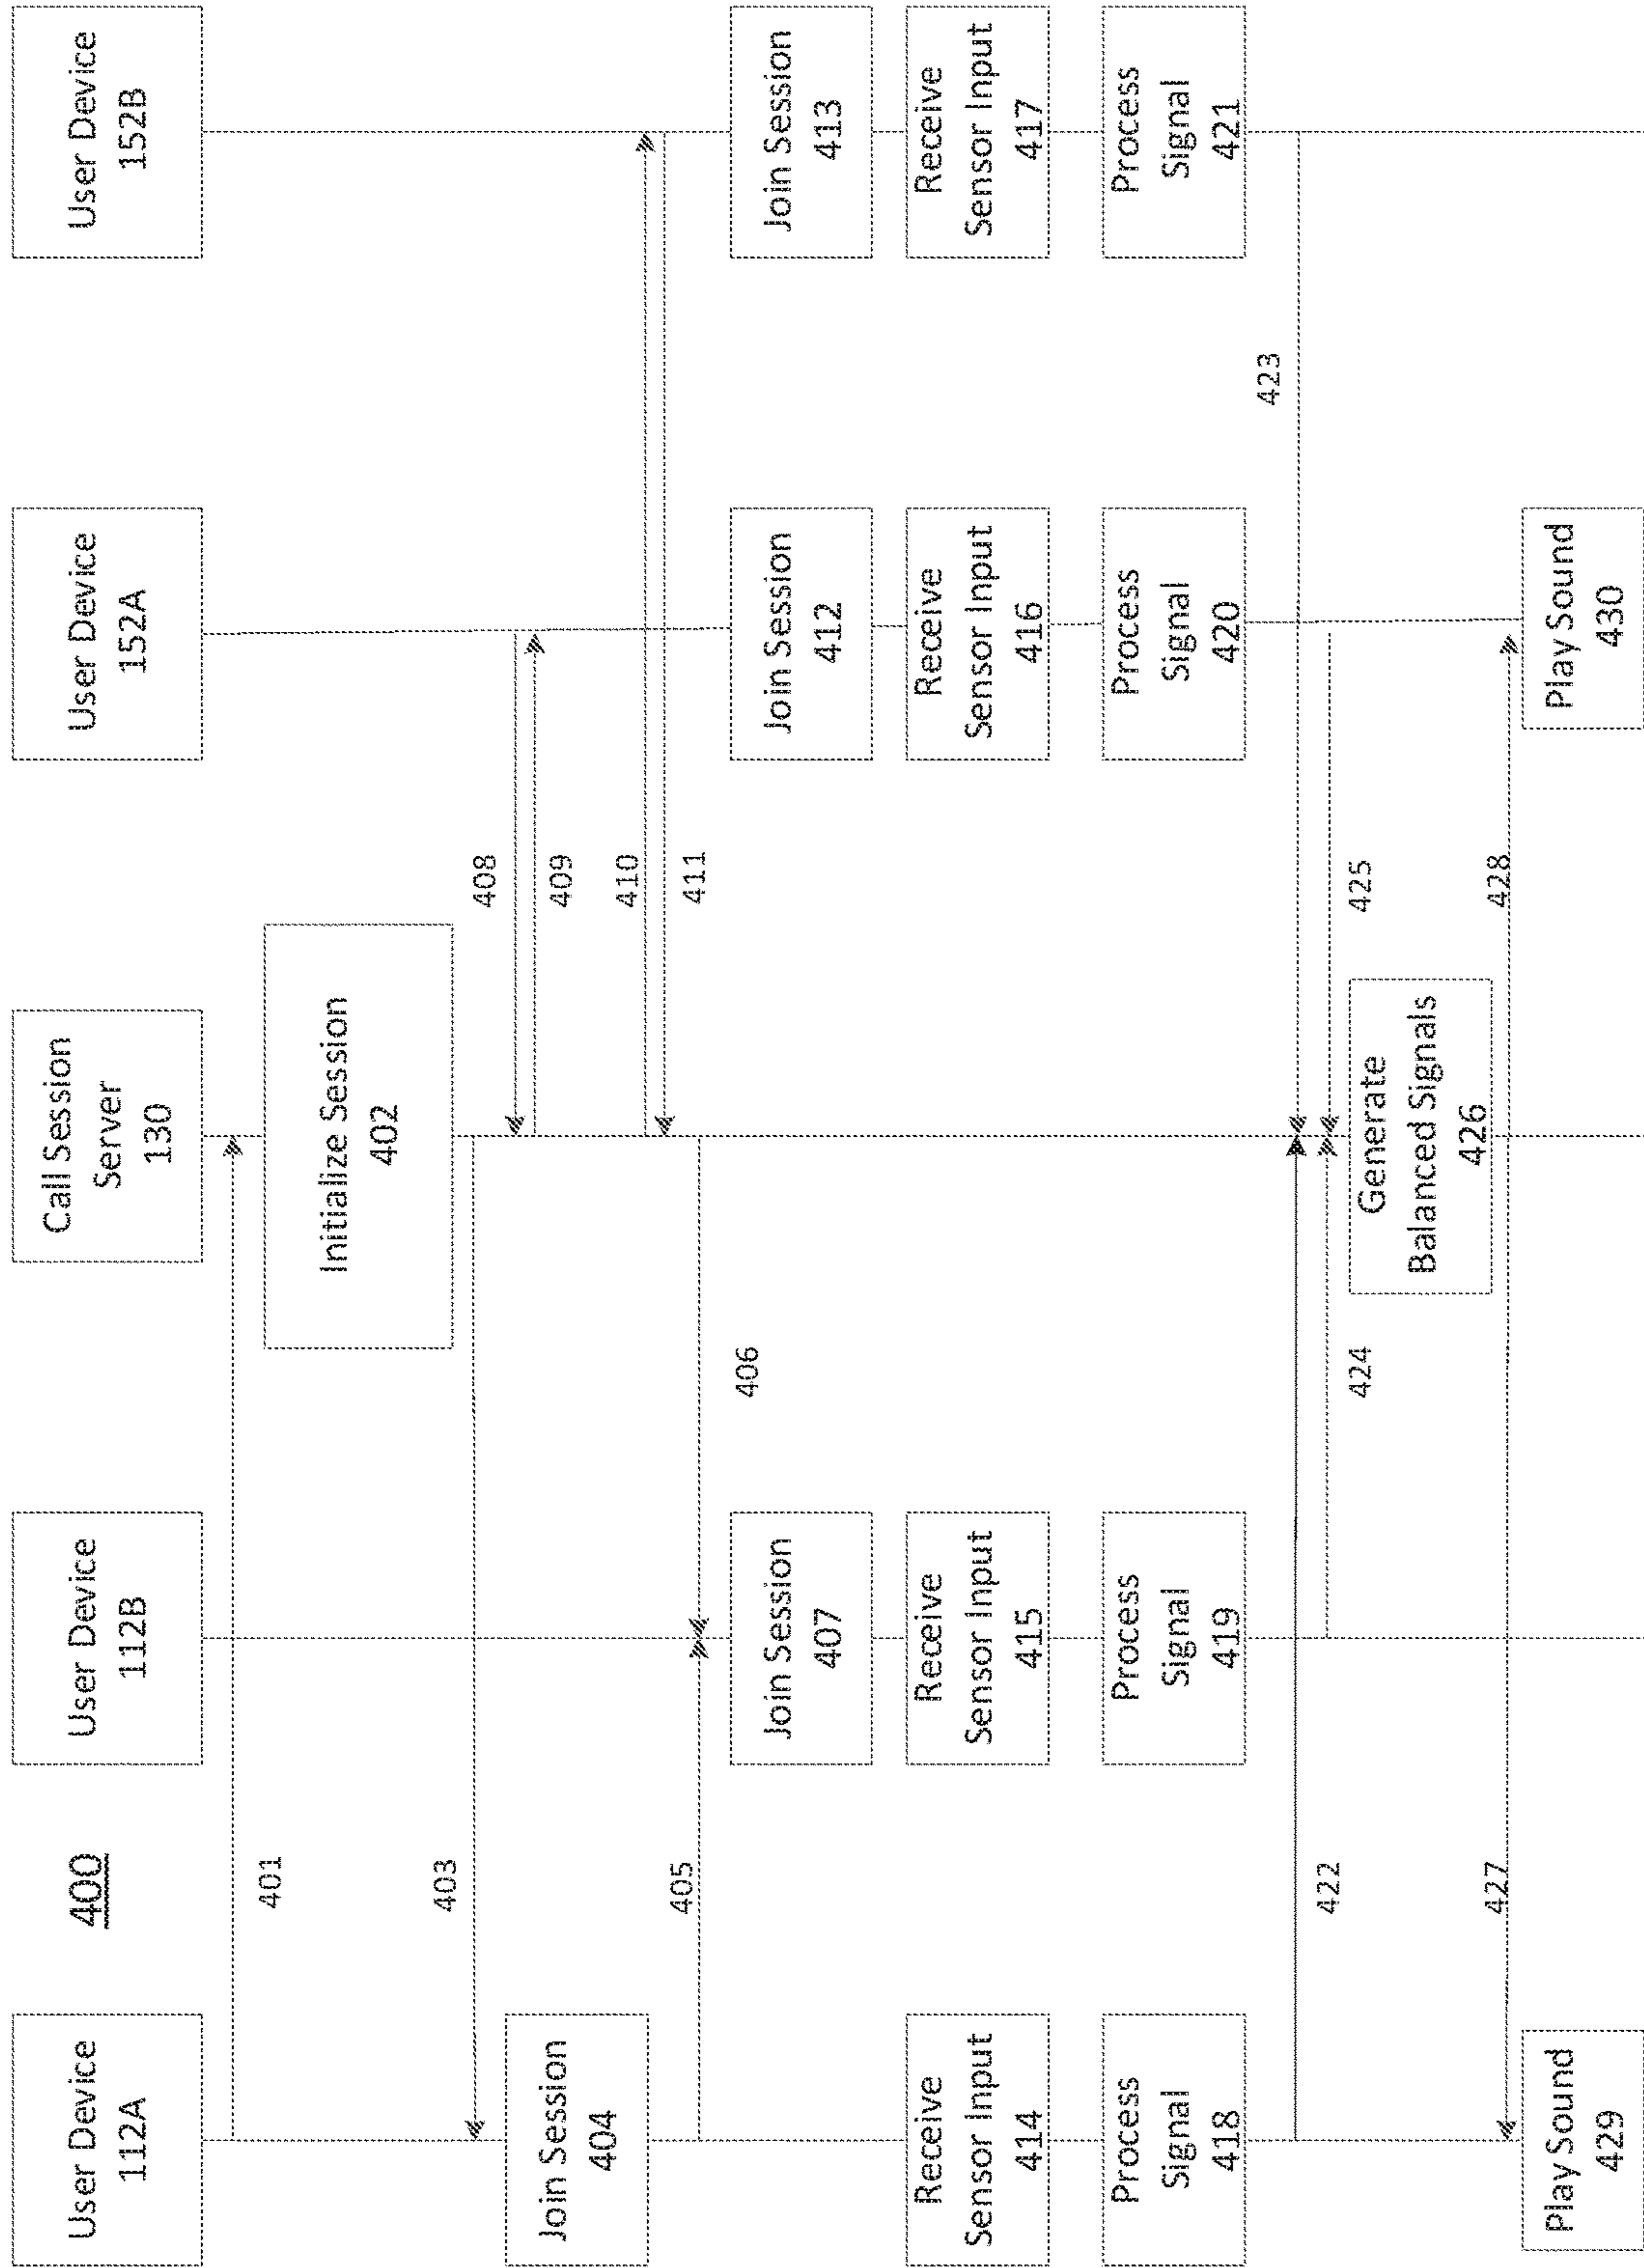 400
User Device
112A
User Device
112B
Call Session
Server
130
User Device
152A
User Device
152B
401
Initialize Session
402
403
408
409
Join Session
404
410
411
405
406
Join Session
407
Join Session
412
Join Session
413
Receive
Sensor Input
414
Receive
Sensor Input
415
Receive
Sensor Input
416
Receive
Sensor Input
417
Process
Signal
418
Process
Signal
419
Process
Signal
420
Process
Signal
421
423
422
424
425
Generate
Balanced Signals
426
427
428
Play Sound
429
Play Sound
430